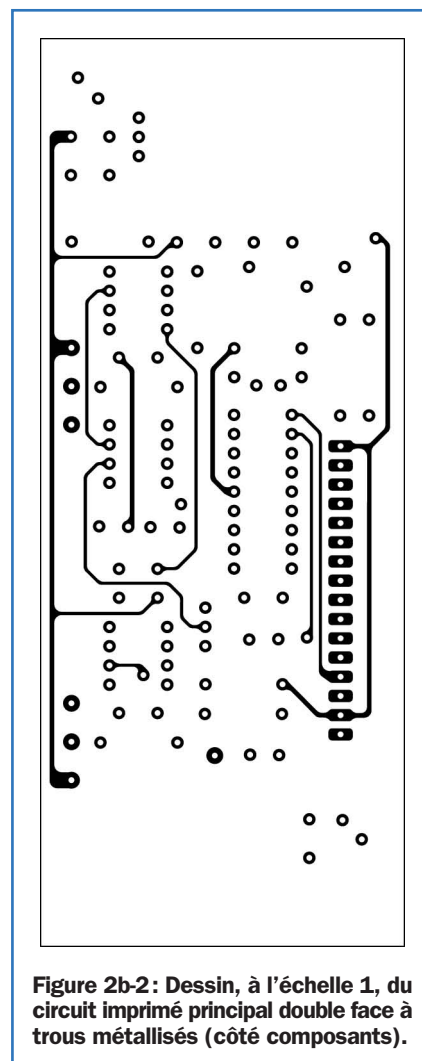 Figure 2b-2: Dessin, à l'échelle 1, du
circuit imprimé principal double face à
trous métallisés (côté composants).